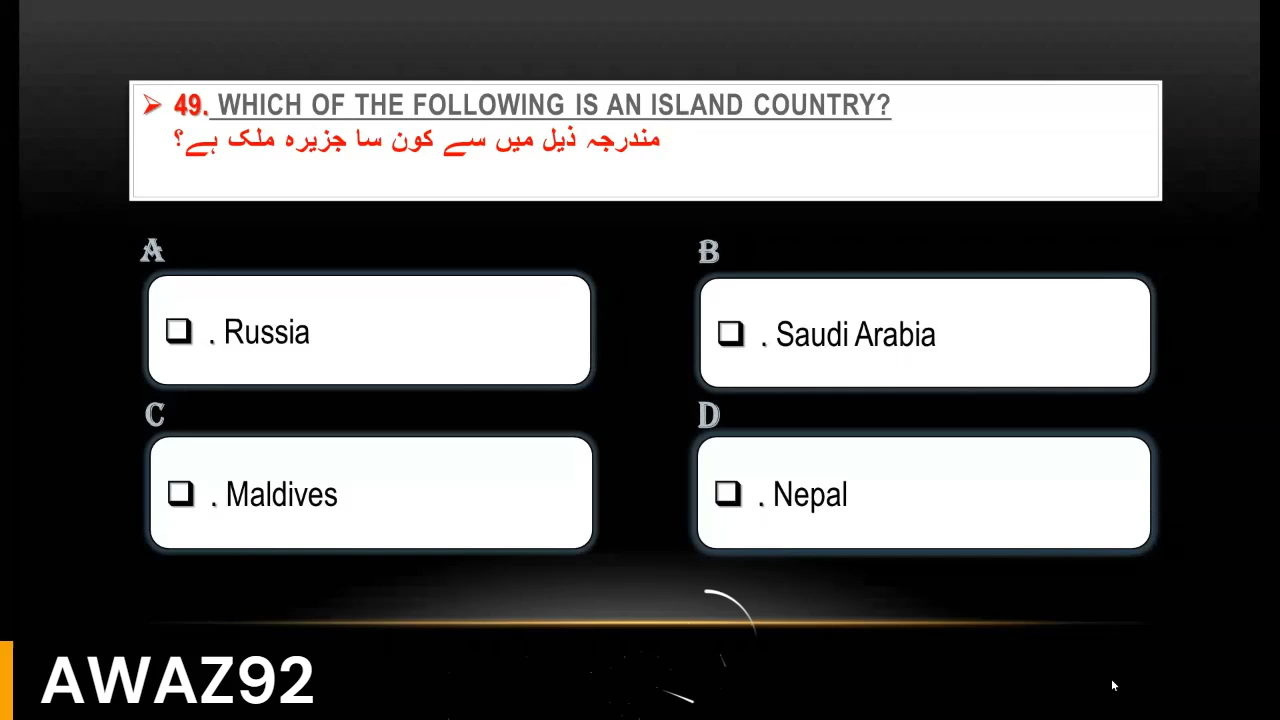 49. WHICH OF THE FOLLOWING IS AN ISLAND COUNTRY?
مندرجہ ذیل میں سے کون سا جزیرہ ملک ہے؟
A
. Russia
B
. Saudi Arabia
C
. Maldives
D
. Nepal
AWAZ92